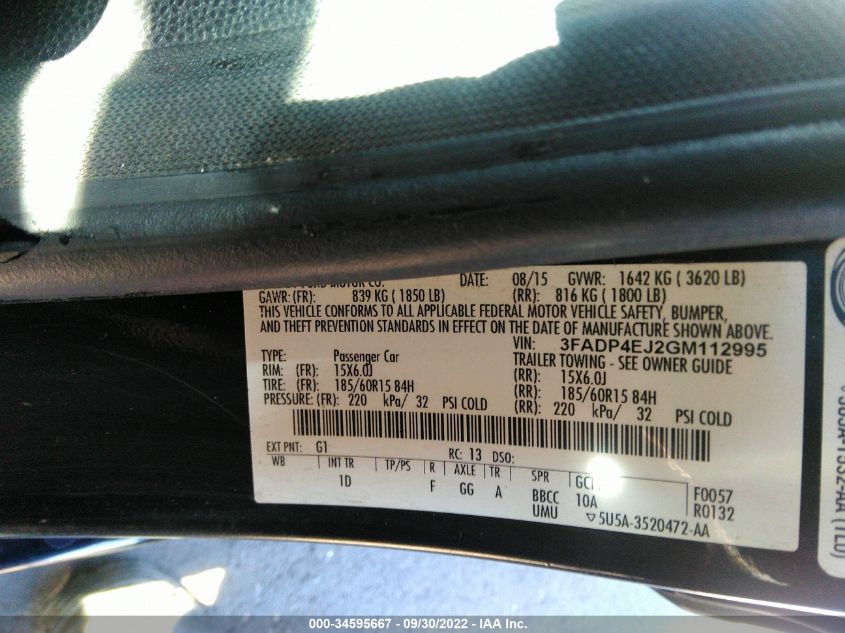 FORD MOTOR CO. DATE: 08/15 GVWR: 1642 KG ( 3620 LB)
GAWR: (FR): 839 KG ( 1850 LB) (RR): 816 KG ( 1800 LB)
THIS VEHICLE CONFORMS TO ALL APPLICABLE FEDERAL MOTOR VEHICLE SAFETY, BUMPER,
AND THEFT PREVENTION STANDARDS IN EFFECT ON THE DATE OF MANUFACTURE SHOWN ABOVE.
VIN: 3FADP4EJ2GM112995
TYPE: Passenger Car TRAILER TOWING - SEE OWNER GUIDE
RIM: (FR): 15X6.0J (RR): 15X6.0J
TIRE: (FR): 185/60R15 84H (RR): 185/60R15 84H
PRESSURE: (FR): 220 kPa/ 32 PSI COLD (RR): 220 kPa/ 32 PSI COLD
EXT PNT: G1 RC: 13 DSO:
WB INT TR TP/PS R AXLE TR SPR
1D F GG A BBCC 10A F0057
UMU ▽5U5A-3520472-AA R0132
000-34595667 - 09/30/2022 - IAA Inc.